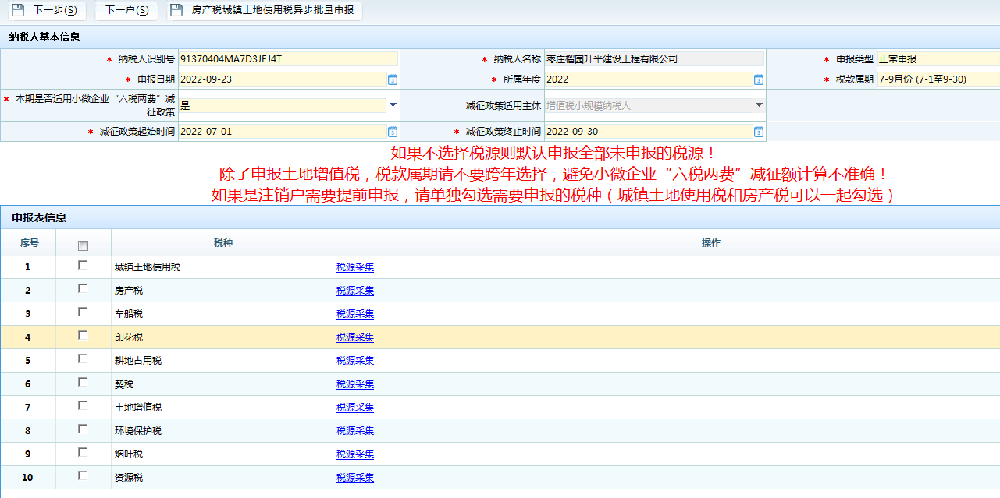 下一步(S) 下一户(S) 房产税城镇土地使用税异步批量申报
纳税人基本信息
* 纳税人识别号 91370404MA7D3JEJ4T * 纳税人名称 枣庄榴园升平建设工程有限公司 * 申报类型 正常申报
* 申报日期 2022-09-23 * 所属年度 2022 * 税款属期 7-9月份 (7-1至9-30)
* 本期是否适用小微企业“六税两费”减
征政策 是 减征政策适用主体 增值税小规模纳税人
* 减征政策起始时间 2022-07-01 * 减征政策终止时间 2022-09-30
如果不选择税源则默认申报全部未申报的税源！
除了申报土地增值税，税款属期请不要跨年选择，避免小微企业“六税两费”减征额计算不准确！
如果是注销户需要提前申报，请单独勾选需要申报的税种（城镇土地使用税和房产税可以一起勾选）
申报表信息
序号 税种 操作
1 城镇土地使用税 税源采集
2 房产税 税源采集
3 车船税 税源采集
4 印花税 税源采集
5 耕地占用税 税源采集
6 契税 税源采集
7 土地增值税 税源采集
8 环境保护税 税源采集
9 烟叶税 税源采集
10 资源税 税源采集